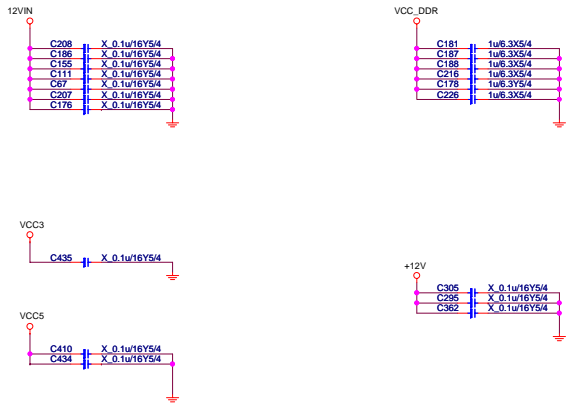 12VIN
C208 X_0.1u/16Y5/4
C186 X_0.1u/16Y5/4
C155 X_0.1u/16Y5/4
C111 X_0.1u/16Y5/4
C67 X_0.1u/16Y5/4
C207 X_0.1u/16Y5/4
C176 X_0.1u/16Y5/4
VCC_DDR
C181 1u/6.3X5/4
C187 1u/6.3X5/4
C188 1u/6.3X5/4
C216 1u/6.3X5/4
C178 1u/6.3Y5/4
C226 1u/6.3X5/4
VCC3
C435 X_0.1u/16Y5/4
+12V
C305 X_0.1u/16Y5/4
C295 X_0.1u/16Y5/4
C362 X_0.1u/16Y5/4
VCC5
C410 X_0.1u/16Y5/4
C434 X_0.1u/16Y5/4